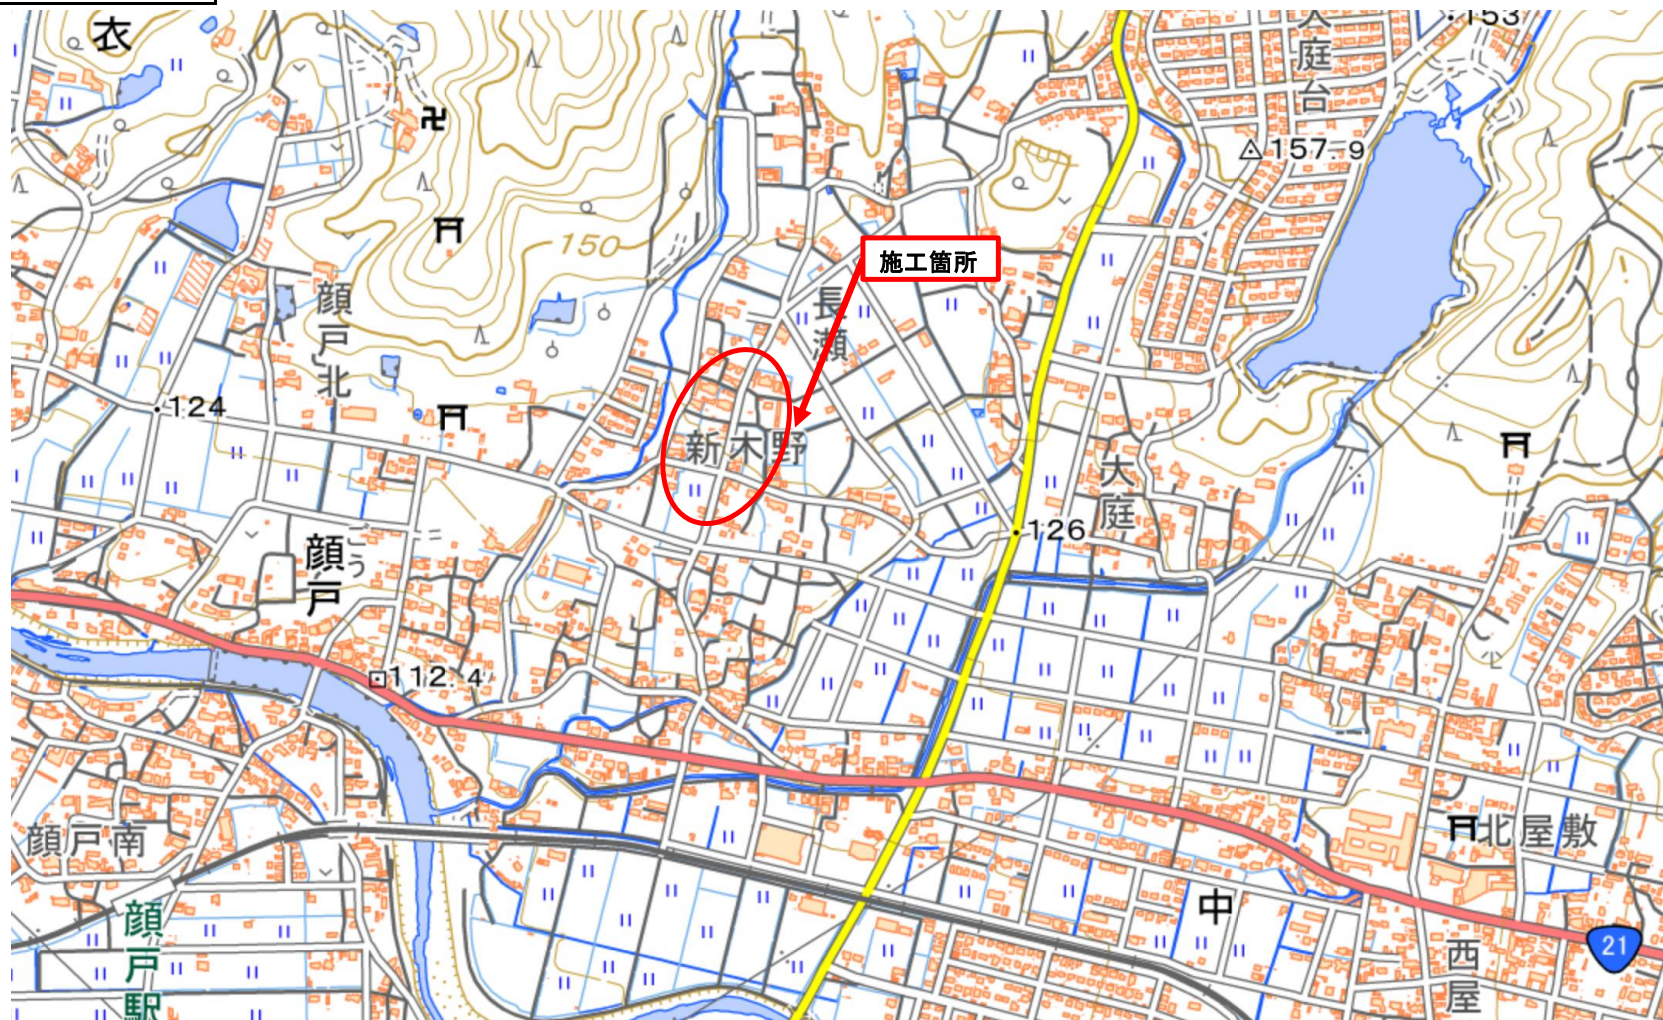 衣
153
大庭台
157.9
150
施工箇所
長瀬
顔戸北
124
新木野
大庭
126
顔戸
ごう
112.4
顔戸南
北屋敷
中
顔戸駅
21
西屋